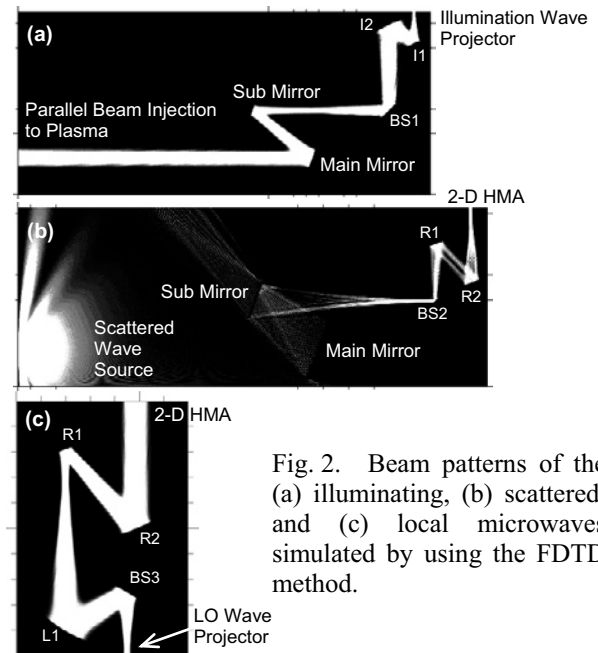 (a)
I2
Illumination Wave
Projector
I1
Sub Mirror
BS1
Parallel Beam Injection
to Plasma
Main Mirror
2-D HMA
(b)
R1
Sub Mirror
R2
BS2
Scattered
Wave
Source
Main Mirror
(c)
2-D HMA
R1
R2
BS3
L1
LO Wave
Projector
Fig. 2. Beam patterns of the
(a) illuminating, (b) scattered
and (c) local microwaves
simulated by using the FDTD
method.